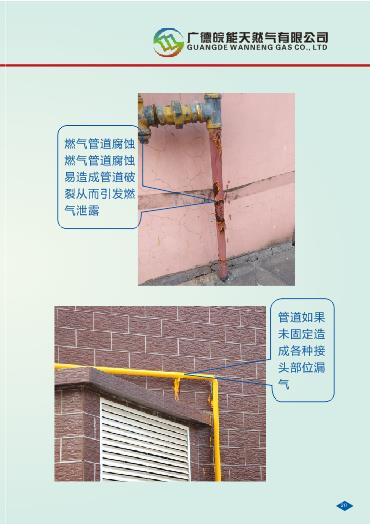 广德皖能天然气有限公司
GUANGDE WANNENG GAS CO., LTD
燃气管道腐蚀
燃气管道腐蚀
易造成管道破
裂从而引发燃
气泄露
管道如果
未固定造
成各种接
头部位漏
气